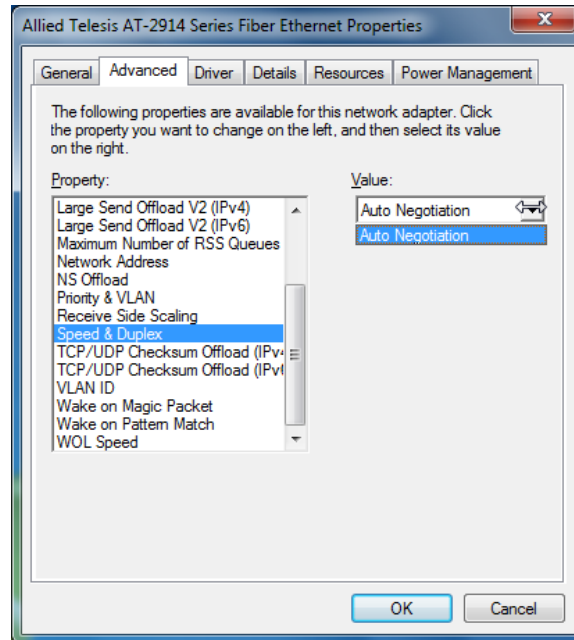 Allied Telesis AT-2914 Series Fiber Ethernet Properties
General Advanced Driver Details Resources Power Management
The following properties are available for this network adapter. Click
the property you want to change on the left, and then select its value
on the right.
Property:
Large Send Offload V2 (IPv4)
Large Send Offload V2 (IPv6)
Maximum Number of RSS Queues
Network Address
NS Offload
Priority & VLAN
Receive Side Scaling
Speed & Duplex
TCP/UDP Checksum Offload (IPv4
TCP/UDP Checksum Offload (IPv6
VLAN ID
Wake on Magic Packet
Wake on Pattern Match
WOL Speed
Value:
Auto Negotiation
Auto Negotiation
OK Cancel